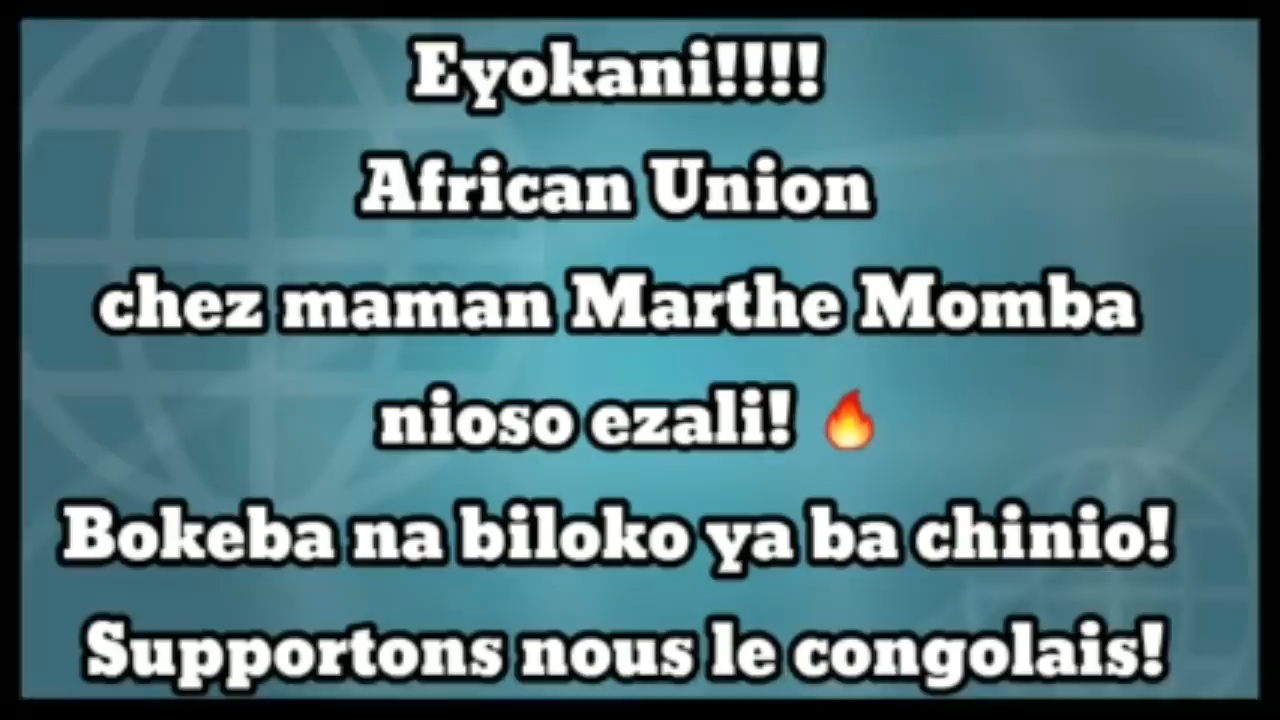 Eyokani!!!!
African Union
chez maman Marthe Momba
nioso ezali! 🔥
Bokeba na biloko ya ba chinio!
Supportons nous le congolais!